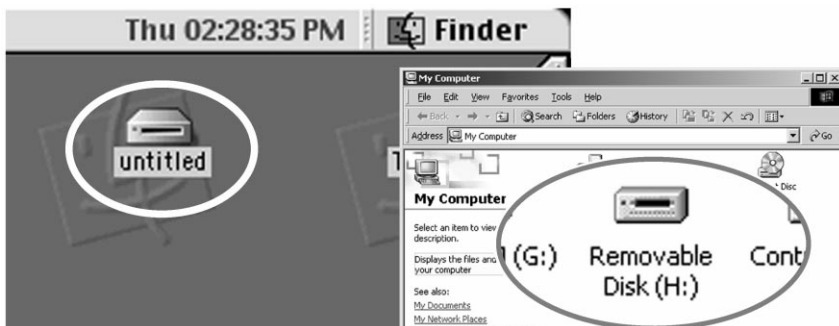 Thu 02:28:35 PM Finder
untitled
My Computer
File Edit View Favorites Tools Help
Back Search Folders History
Address My Computer Go
My Computer
Select an item to view
description.
Displays the files and
your computer
See also:
My Documents
My Network Places
(G:)
Removable
Disk (H:)
Cont
Disc